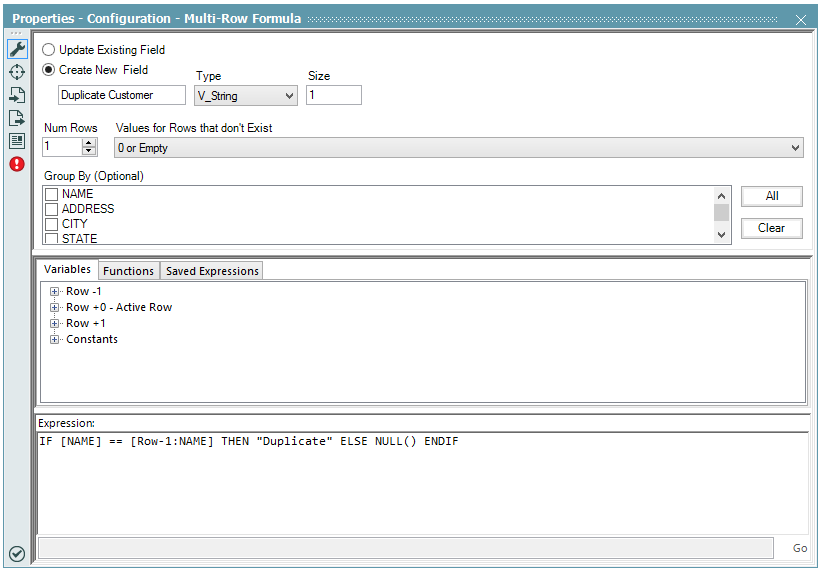 Properties - Configuration - Multi-Row Formula
Update Existing Field
Create New Field
Type
Size
Duplicate Customer
V_String
1
Num Rows
Values for Rows that don't Exist
1
0 or Empty
Group By (Optional)
NAME
ADDRESS
CITY
STATE
All
Clear
Variables
Functions
Saved Expressions
Row -1
Row +0 - Active Row
Row +1
Constants
Expression:
IF [NAME] == [Row-1:NAME] THEN "Duplicate" ELSE NULL() ENDIF
Go